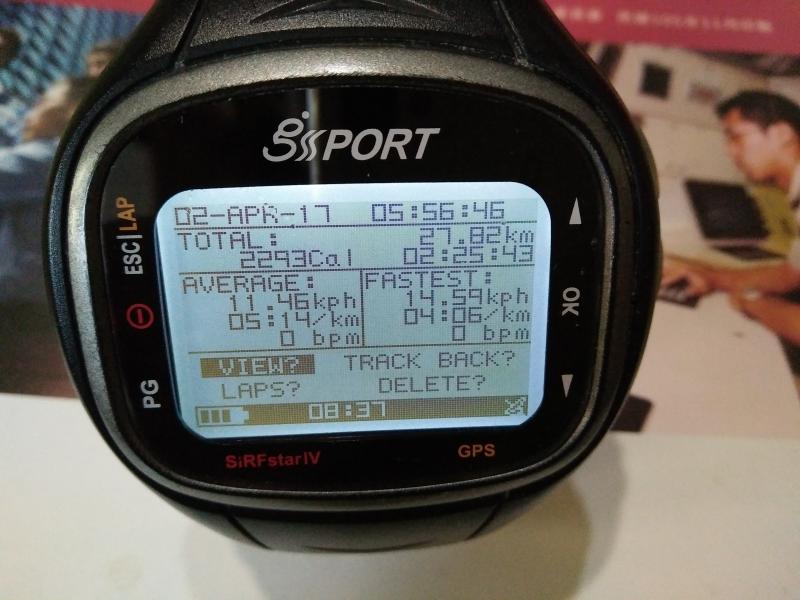 GSPORT
02-APR-17 05:56:46
TOTAL: 27.82km
2293Cal 02:25:43
AVERAGE:
11.46kph
05:14/km
0 bpm
FASTEST:
14.59kph
04:06/km
0 bpm
VIEW? TRACK BACK?
LAPS? DELETE?
08:37
ESC|LAP
PG
OK
SiRFstarIV
GPS